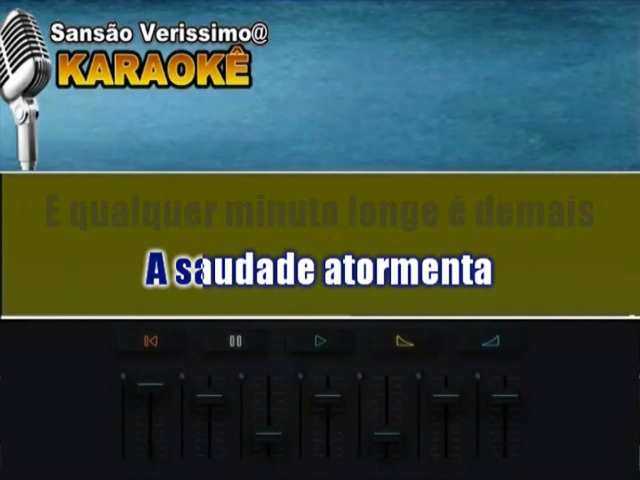 Sansão Verissimo@
KARAOKÊ
E qualquer minuto longe é demais
A saudade atormenta